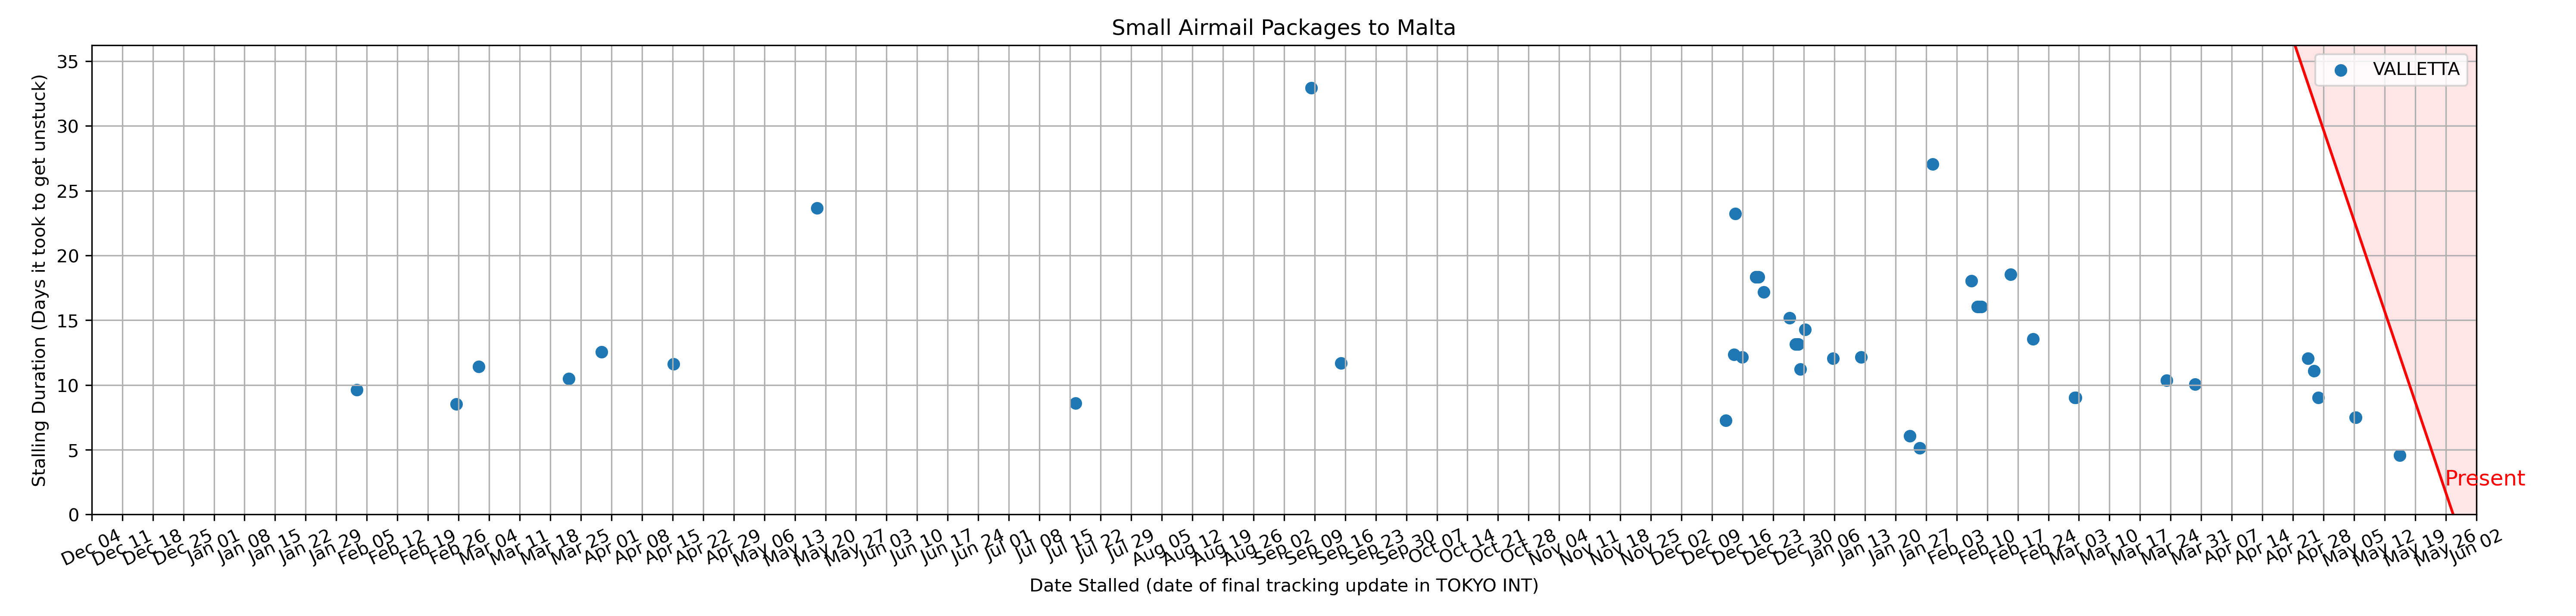 Small Airmail Packages to Malta
Stalling Duration (Days it took to get unstuck)
35
30
25
20
15
10
5
0
VALLETTA
Present
Dec 04 Dec 11 Dec 18 Dec 25 Jan 01 Jan 08 Jan 15 Jan 22 Jan 29 Feb 05 Feb 12 Feb 19 Feb 26 Mar 04 Mar 11 Mar 18 Mar 25 Apr 01 Apr 08 Apr 15 Apr 22 Apr 29 May 06 May 13 May 20 May 27 Jun 03 Jun 10 Jun 17 Jun 24 Jul 01 Jul 08 Jul 15 Jul 22 Jul 29 Aug 05 Aug 12 Aug 19 Aug 26 Sep 02 Sep 09 Sep 16 Sep 23 Sep 30 Oct 07 Oct 14 Oct 21 Oct 28 Nov 04 Nov 11 Nov 18 Nov 25 Dec 02 Dec 09 Dec 16 Dec 23 Dec 30 Jan 06 Jan 13 Jan 20 Jan 27 Feb 03 Feb 10 Feb 17 Feb 24 Mar 03 Mar 10 Mar 17 Mar 24 Mar 31 Apr 07 Apr 14 Apr 21 Apr 28 May 05 May 12 May 19 May 26 Jun 02
Date Stalled (date of final tracking update in TOKYO INT)